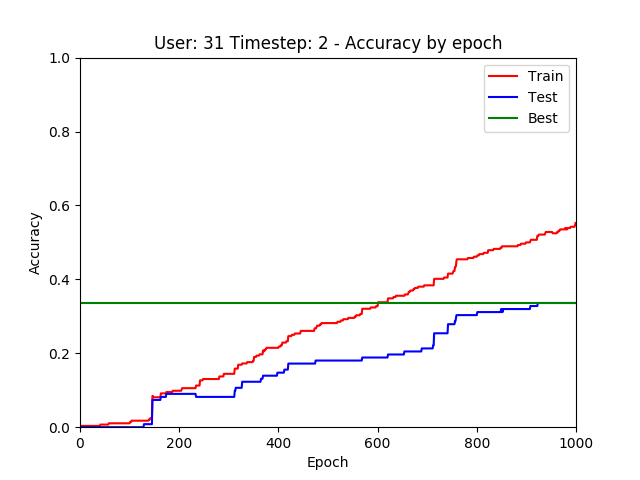 User: 31 Timestep: 2 - Accuracy by epoch
1.0
0.8
0.6
0.4
0.2
0.0
Accuracy
Train
Test
Best
0 200 400 600 800 1000
Epoch